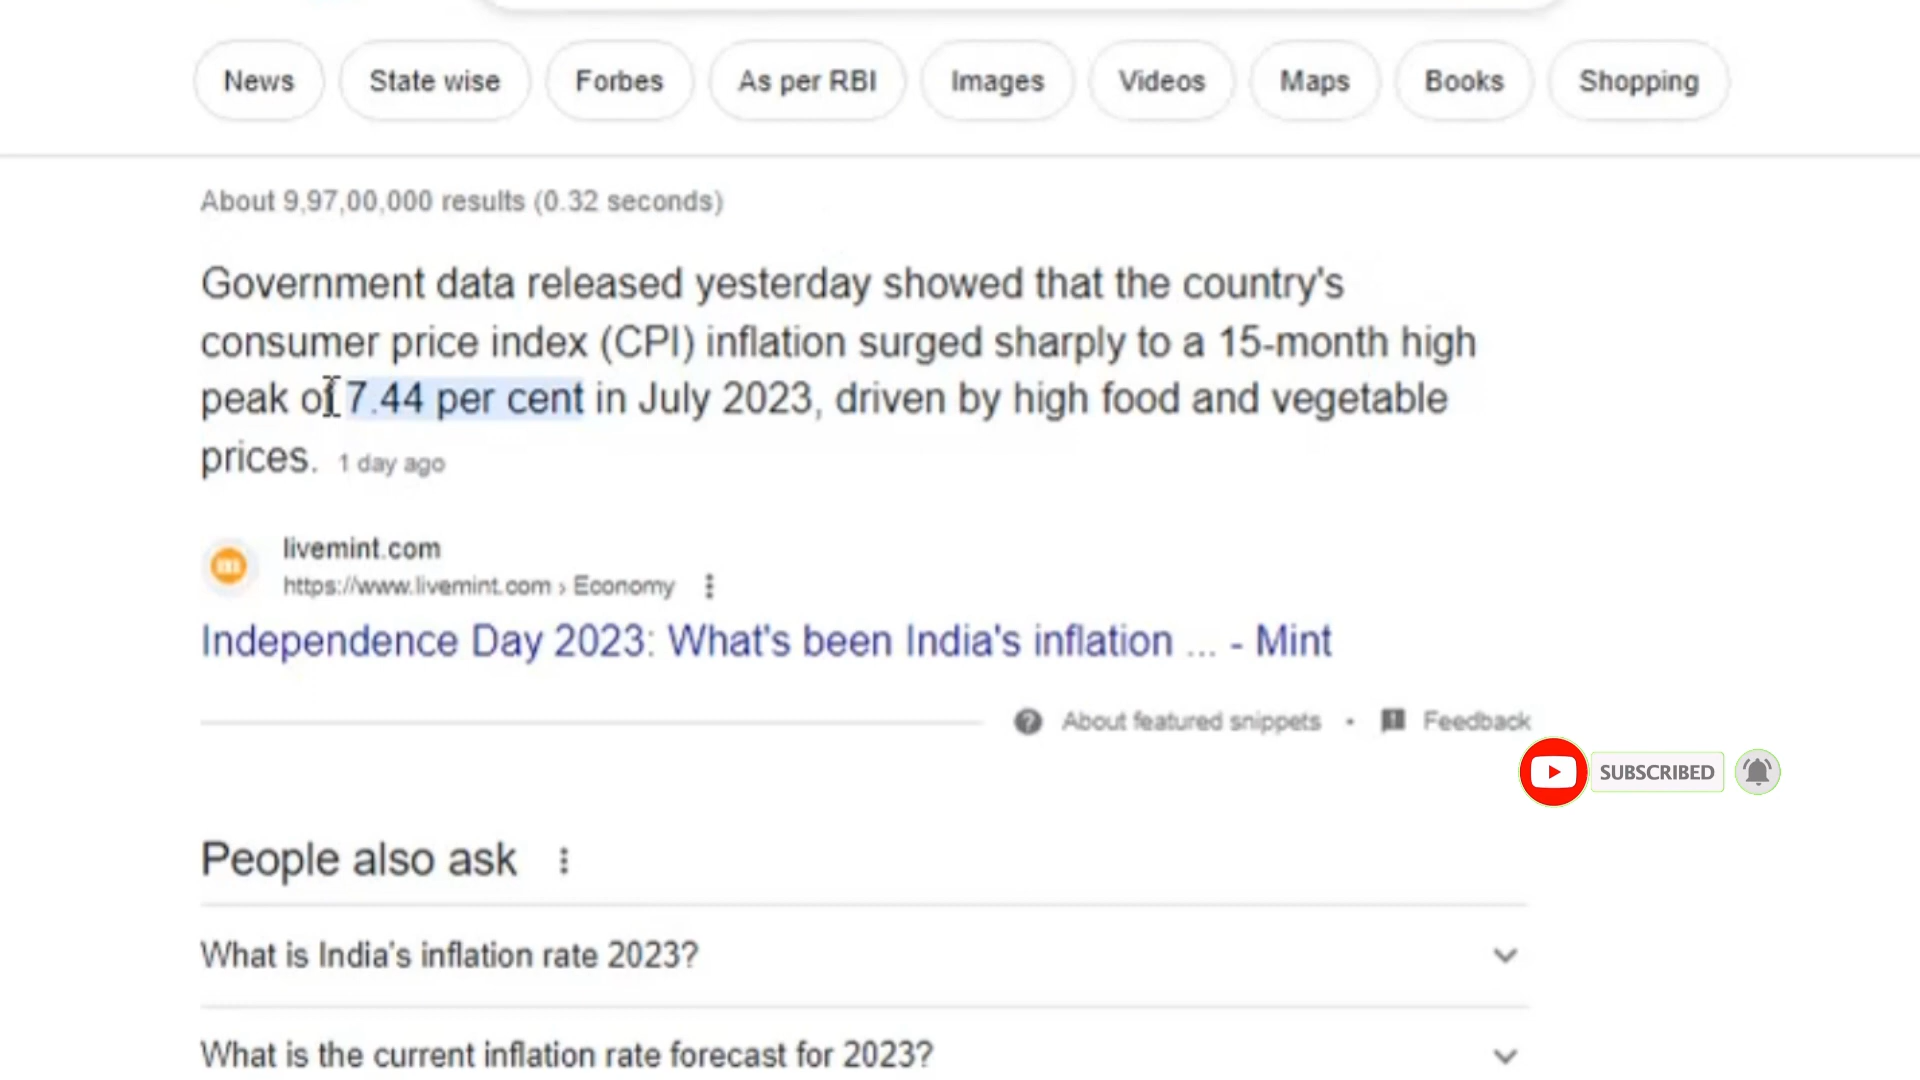 News State wise Forbes As per RBI Images Videos Maps Books Shopping
About 9,97,00,000 results (0.32 seconds)
Government data released yesterday showed that the country's
consumer price index (CPI) inflation surged sharply to a 15-month high
peak of 7.44 per cent in July 2023, driven by high food and vegetable
prices. 1 day ago
livemint.com
https://www.livemint.com › Economy
Independence Day 2023: What's been India's inflation ... - Mint
About featured snippets • Feedback
SUBSCRIBED
People also ask
What is India's inflation rate 2023?
What is the current inflation rate forecast for 2023?